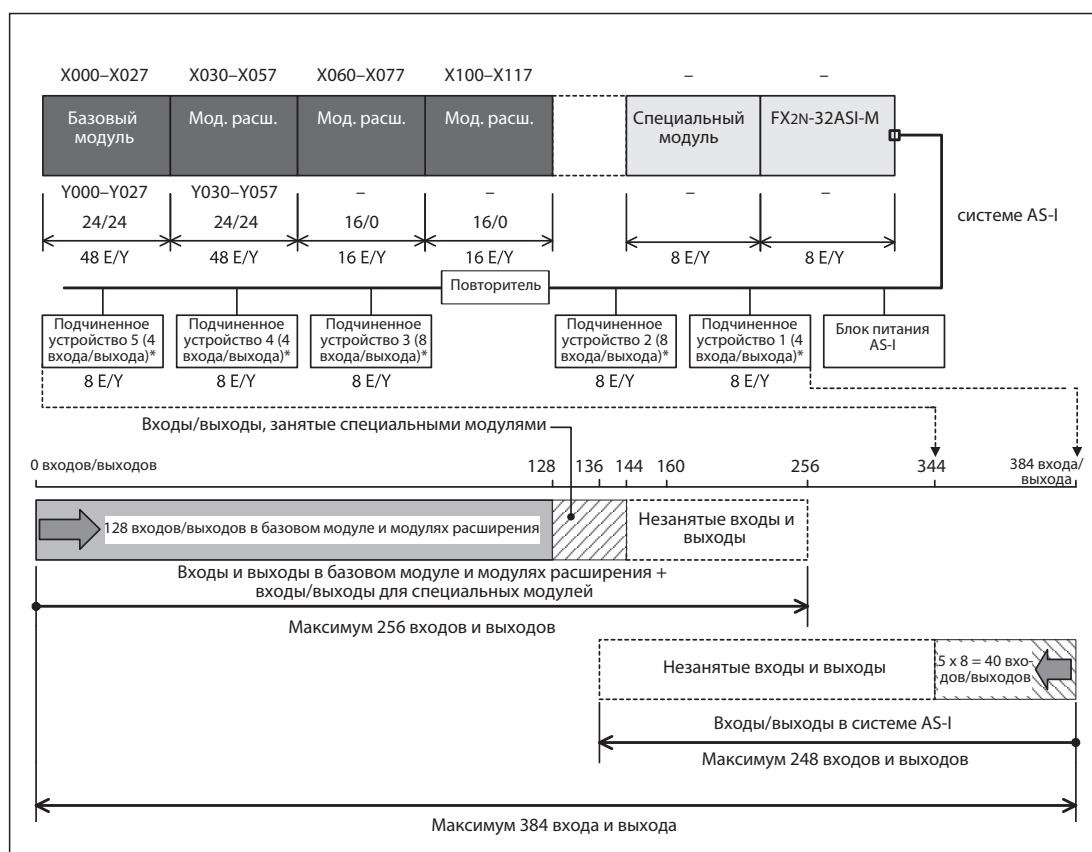 X000–X027 X030–X057 X060–X077 X100–X117 – –
Базовый модуль
Мод. расш.
Мод. расш.
Мод. расш.
Специальный модуль
FX2N-32ASI-M
Y000–Y027 Y030–Y057 – – – –
24/24 24/24 16/0 16/0
системе AS-I
48 E/Y 48 E/Y 16 E/Y 16 E/Y 8 E/Y 8 E/Y
Повторитель
Подчиненное
устройство 5 (4
входа/выхода)*
Подчиненное
устройство 4 (4
входа/выхода)*
Подчиненное
устройство 3 (8
входа/выхода)*
Подчиненное
устройство 2 (8
входа/выхода)*
Подчиненное
устройство 1 (4
входа/выхода)*
Блок питания
AS-I
8 E/Y 8 E/Y 8 E/Y 8 E/Y 8 E/Y
Входы/выходы, занятые специальными модулями
0 входов/выходов 128 136 144 160 256 344 384 входа/
выхода
128 входов/выходов в базовом модуле и модулях расширения
Незанятые входы и
выходы
Входы и выходы в базовом модуле и модулях расширения +
входы/выходы для специальных модулей
Максимум 256 входов и выходов
Незанятые входы и выходы
5 x 8 = 40 вхо-
дов/выходов
Входы/выходы в системе AS-I
Максимум 248 входов и выходов
Максимум 384 входа и выхода